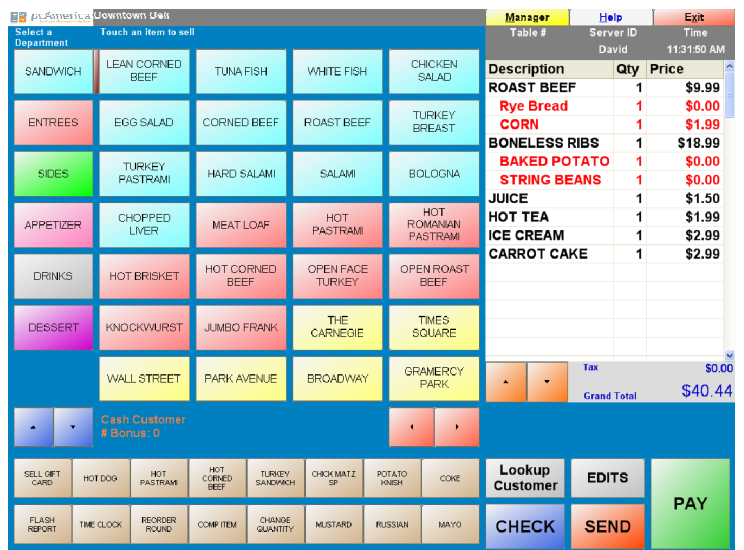 pcAmerica Downtown Deli
Manager Help Exit
Select a
Department
Touch an item to sell
Table # Server ID Time
David 11:31:50 AM
SANDWICH
LEAN CORNED
BEEF
TUNA FISH
WHITE FISH
CHICKEN
SALAD
ENTREES
EGG SALAD
CORNED BEEF
ROAST BEEF
TURKEY
BREAST
SIDES
TURKEY
PASTRAMI
HARD SALAMI
SALAMI
BOLOGNA
APPETIZER
CHOPPED
LIVER
MEAT LOAF
HOT
PASTRAMI
HOT
ROMANIAN
PASTRAMI
DRINKS
HOT BRISKET
HOT CORNED
BEEF
OPEN FACE
TURKEY
OPEN ROAST
BEEF
DESSERT
KNOCKWURST
JUMBO FRANK
THE
CARNEGIE
TIMES
SQUARE
WALL STREET
PARK AVENUE
BROADWAY
GRAMERCY
PARK
Description Qty Price
ROAST BEEF 1 $9.99
Rye Bread 1 $0.00
CORN 1 $1.99
BONELESS RIBS 1 $18.99
BAKED POTATO 1 $0.00
STRING BEANS 1 $0.00
JUICE 1 $1.50
HOT TEA 1 $1.99
ICE CREAM 1 $2.99
CARROT CAKE 1 $2.99
Tax $0.00
Grand Total $40.44
Cash Customer
# Bonus: 0
SELL GIFT
CARD
HOT DOG
HOT
PASTRAMI
HOT
CORNED
BEEF
TURKEY
SANDWICH
CHICK MATZ
SP
POTATO
KNISH
COKE
FLASH
REPORT
TIME CLOCK
REORDER
ROUND
COMP ITEM
CHANGE
QUANTITY
MUSTARD
RUSSIAN
MAYO
Lookup
Customer
EDITS
PAY
CHECK
SEND